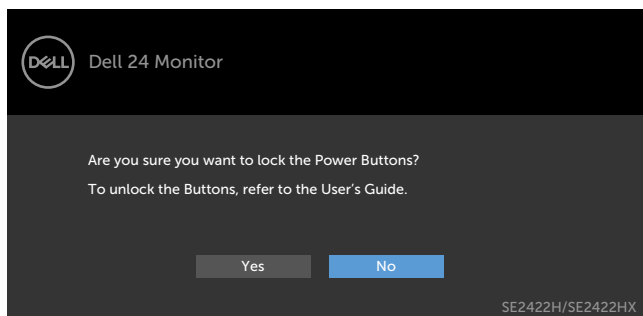 DELL Dell 24 Monitor
Are you sure you want to lock the Power Buttons?
To unlock the Buttons, refer to the User's Guide.
Yes No
SE2422H/SE2422HX